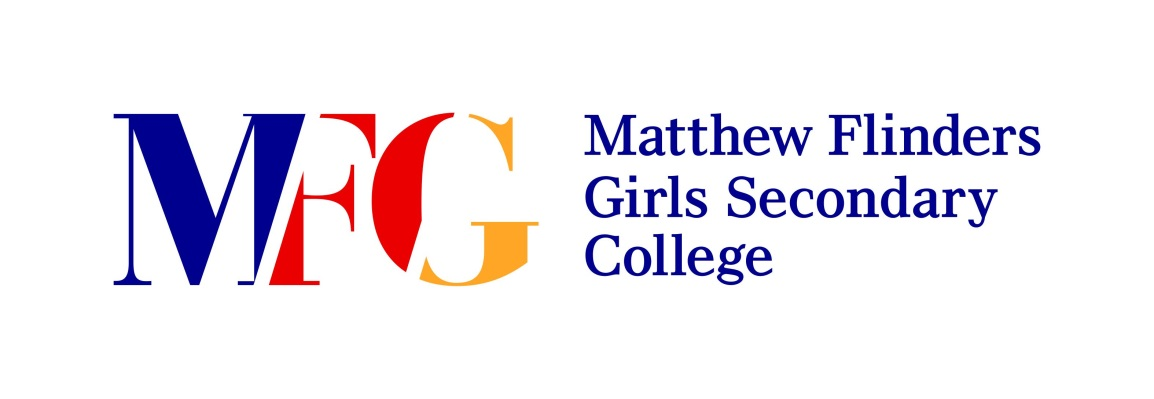 MFG
Matthew Flinders
Girls Secondary
College